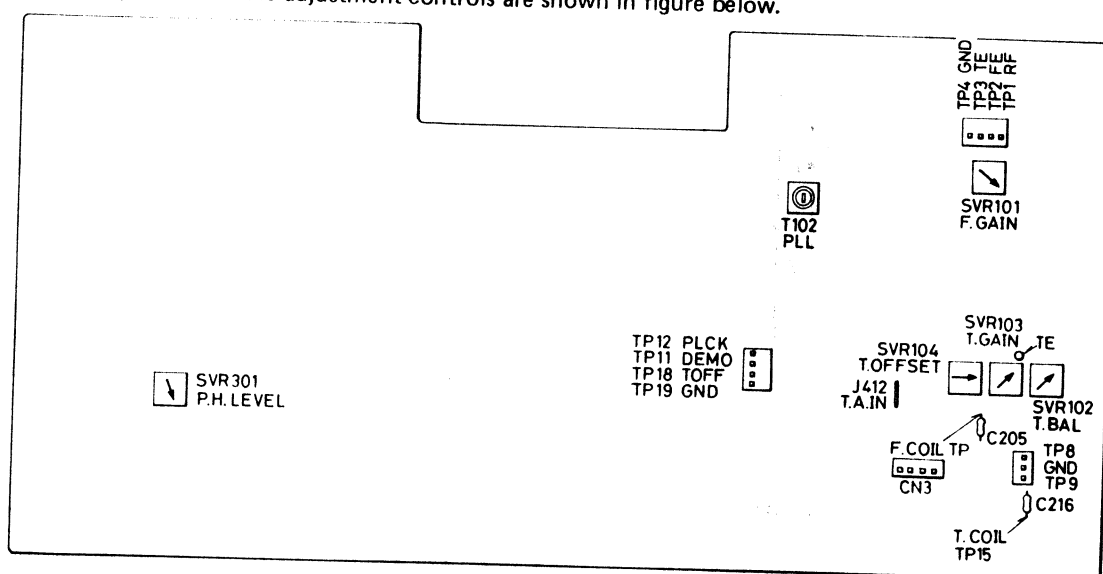 adjustment controls are shown in figure below.
TP4 GND
TP3 TE
TP2 FE
TP1 RF
SVR101
F.GAIN
T102
PLL
SVR103
T.GAIN
TE
SVR104
T.OFFSET
J412
T.A.IN
SVR102
T.BAL
TP12 PLCK
TP11 DEMO
TP18 TOFF
TP19 GND
SVR301
P.H. LEVEL
F.COIL TP
C205
CN3
TP8
GND
TP9
C216
T. COIL
TP15